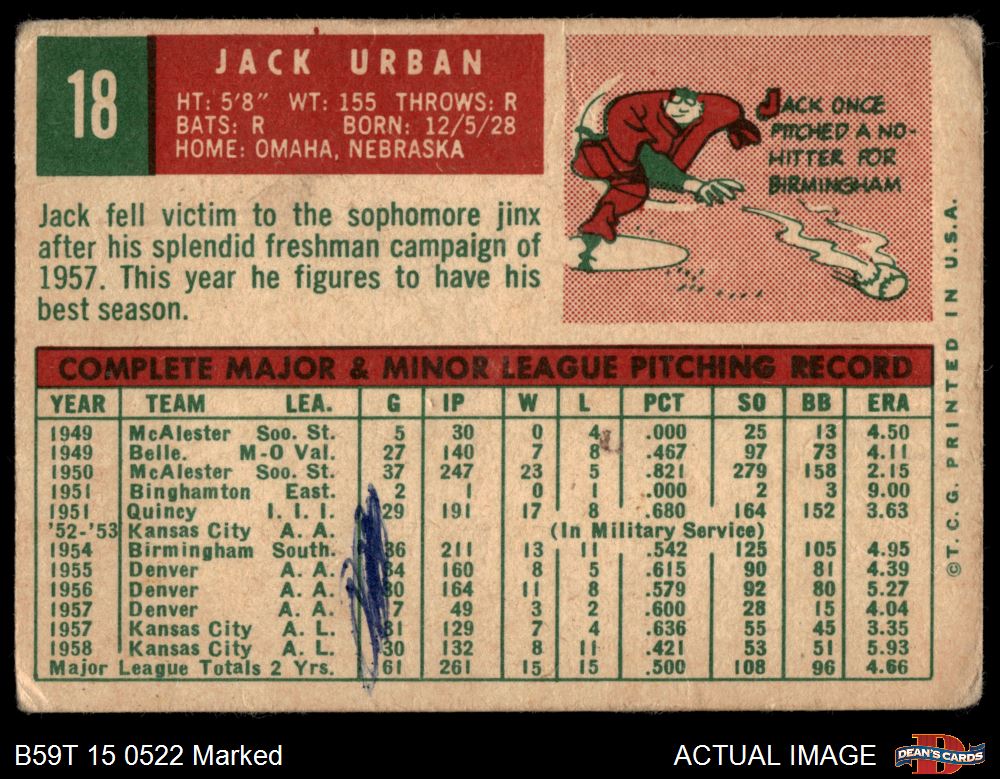 18
JACK URBAN
HT: 5'8" WT: 155 THROWS: R
BATS: R BORN: 12/5/28
HOME: OMAHA, NEBRASKA
JACK ONCE
PITCHED A NO-
HITTER FOR
BIRMINGHAM
Jack fell victim to the sophomore jinx
after his splendid freshman campaign of
1957. This year he figures to have his
best season.
COMPLETE MAJOR & MINOR LEAGUE PITCHING RECORD
YEAR TEAM LEA. G IP W L PCT SO BB ERA
1949 McAlester Soo. St. 5 30 0 4 .000 25 13 4.50
1949 Belle. M-O Val. 27 140 7 8 .467 97 73 4.11
1950 McAlester Soo. St. 37 247 23 5 .821 279 158 2.15
1951 Binghamton East. 2 1 0 1 .000 2 3 9.00
1951 Quincy I. I. I. 29 191 17 8 .680 164 152 3.63
'52-'53 Kansas City A. A. (In Military Service)
1954 Birmingham South. 36 211 13 11 .542 125 105 4.95
1955 Denver A. A. 34 160 8 5 .615 90 81 4.39
1956 Denver A. A. 30 164 11 8 .579 92 80 5.27
1957 Denver A. A. 7 49 3 2 .600 28 15 4.04
1957 Kansas City A. L. 31 129 7 4 .636 55 45 3.35
1958 Kansas City A. L. 30 132 8 11 .421 53 51 5.93
Major League Totals 2 Yrs. 61 261 15 15 .500 108 96 4.66
©T. C. G. PRINTED IN U.S.A.
B59T 15 0522 Marked
ACTUAL IMAGE
DEAN'S CARDS